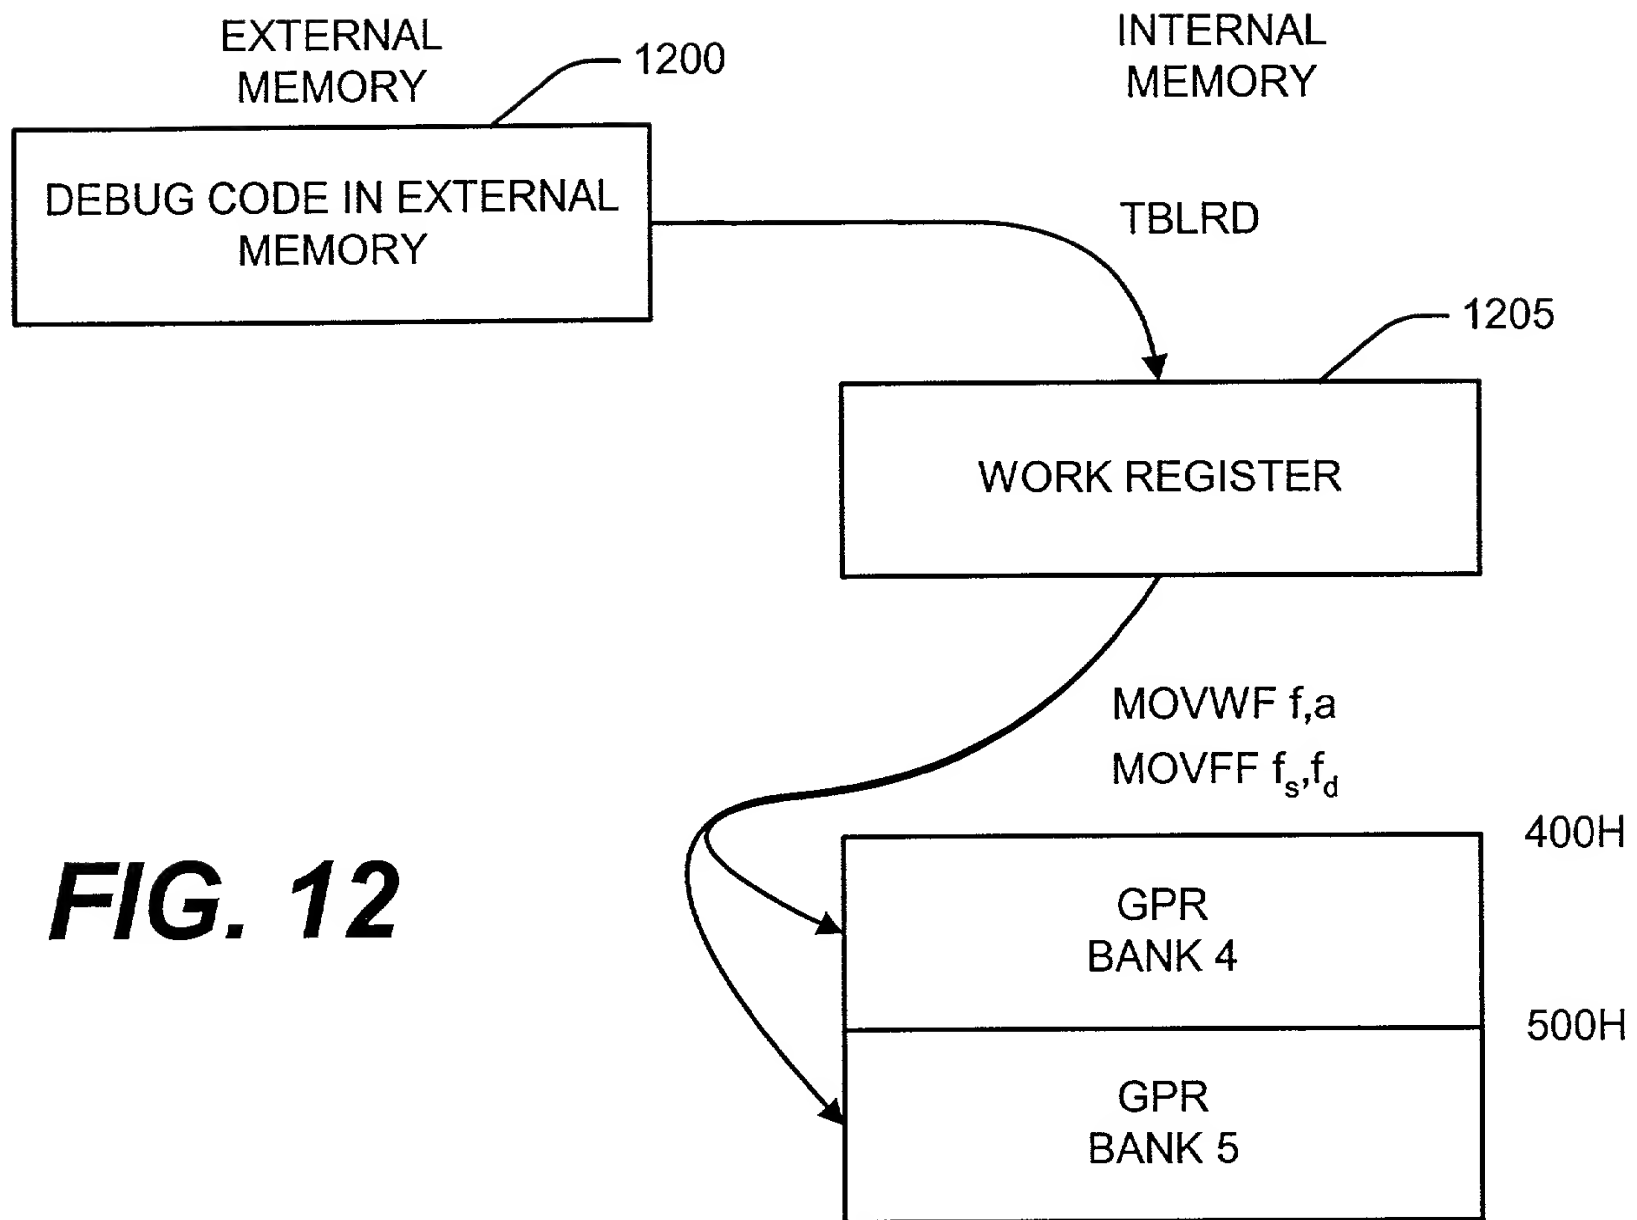 EXTERNAL
MEMORY
1200
INTERNAL
MEMORY
DEBUG CODE IN EXTERNAL
MEMORY
TBLRD
1205
WORK REGISTER
MOVWF f,a
MOVFF fs,fd
400H
GPR
BANK 4
500H
GPR
BANK 5
FIG. 12